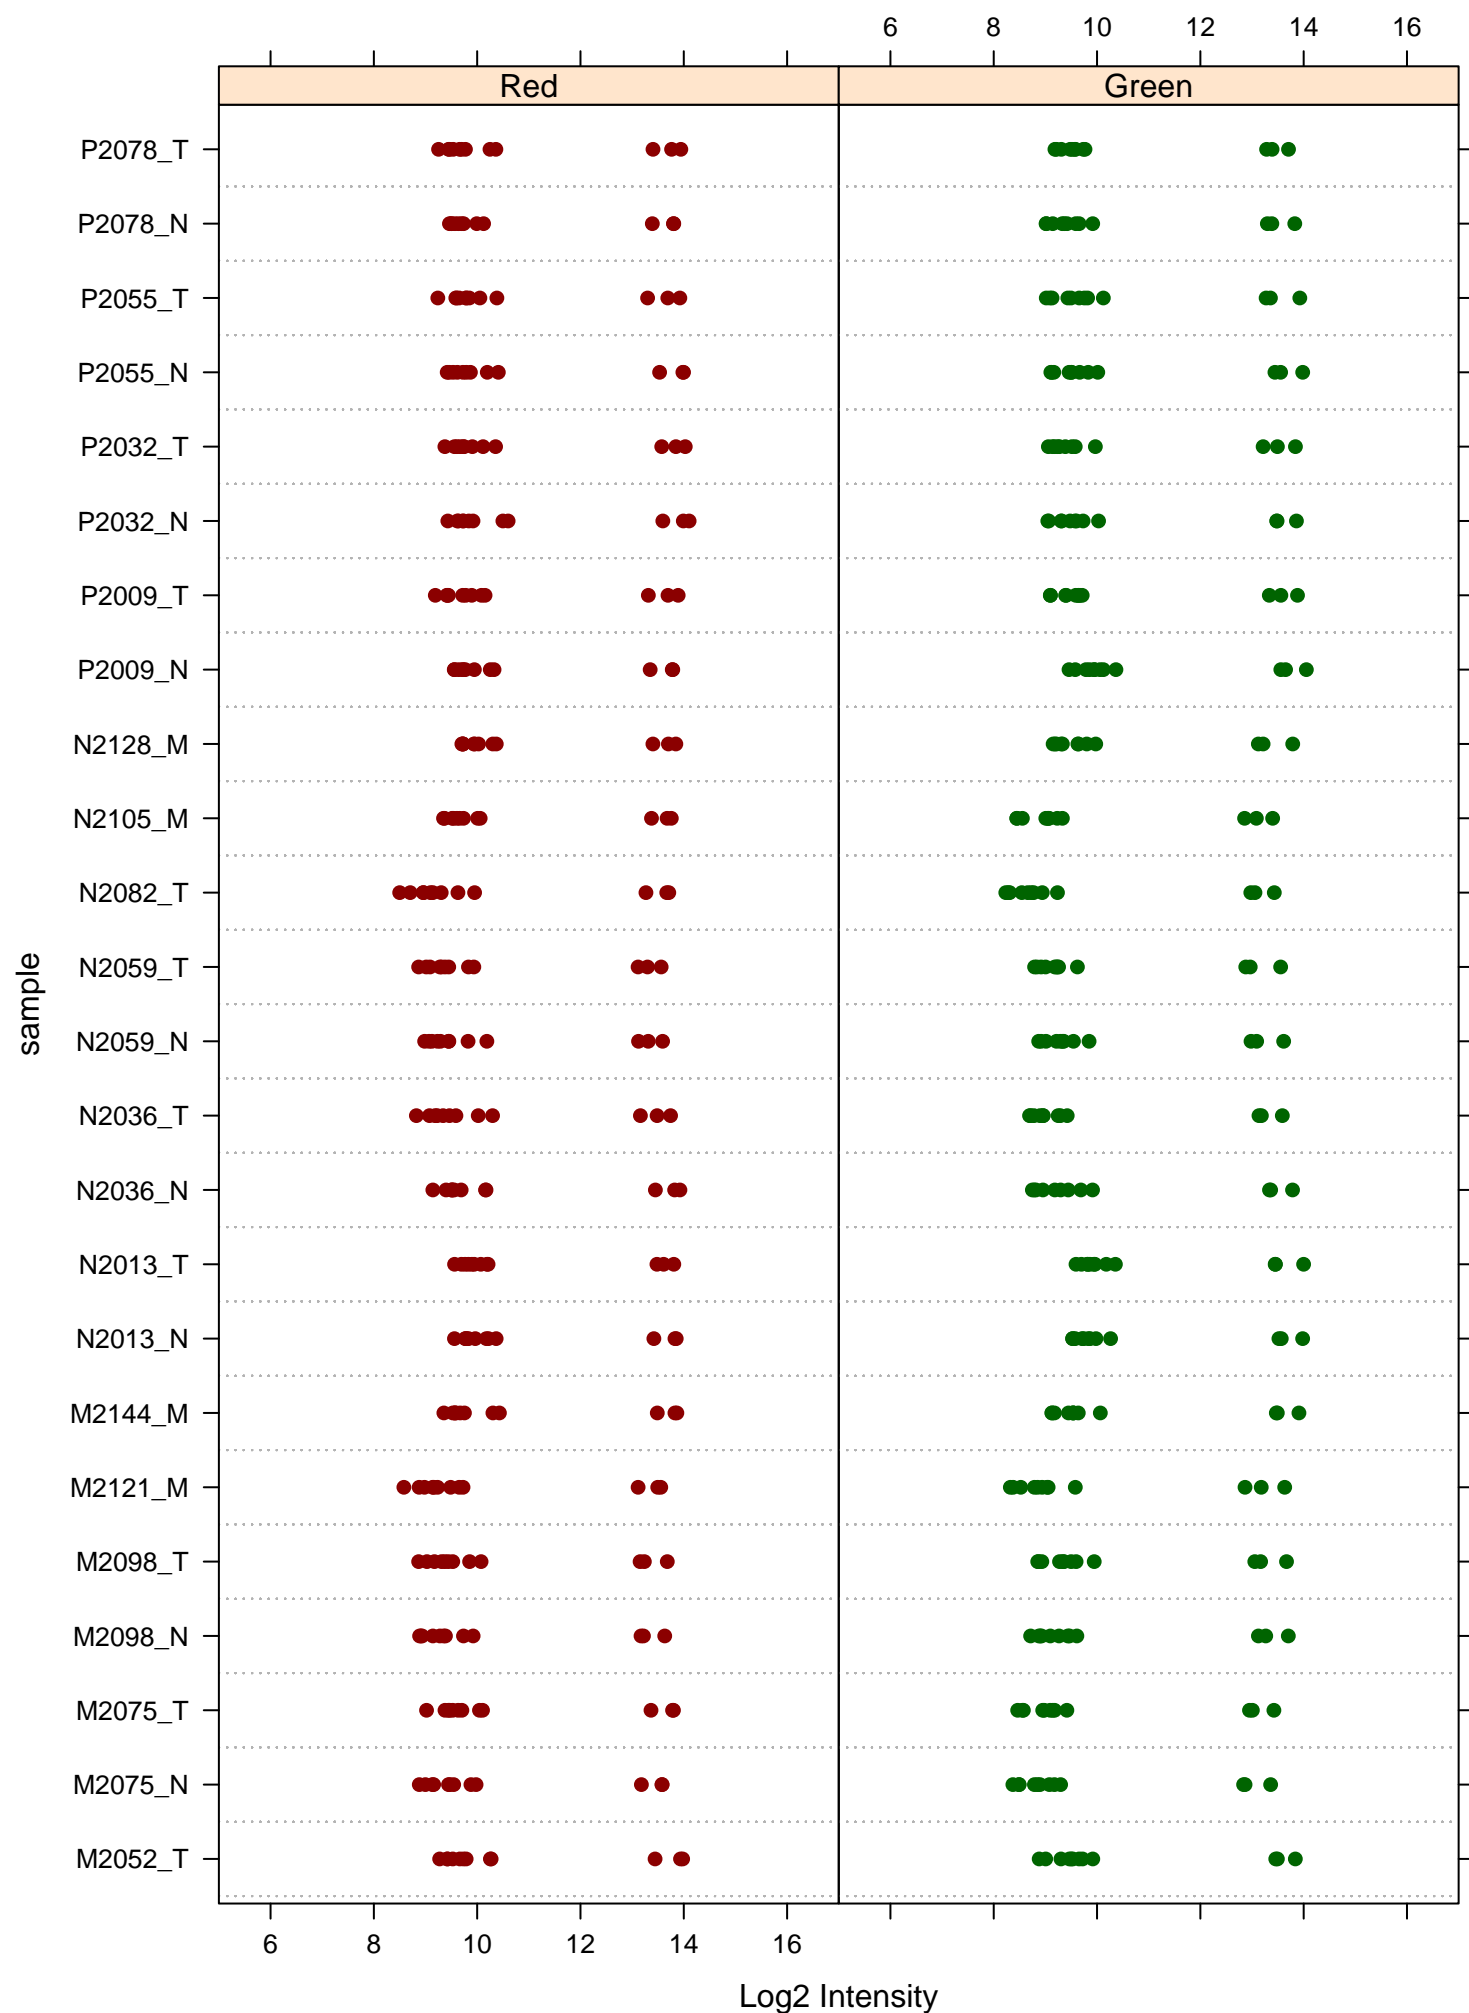 6 8 10 12 14 16
Red Green
P2078_T
P2078_N
P2055_T
P2055_N
P2032_T
P2032_N
P2009_T
P2009_N
N2128_M
N2105_M
N2082_T
N2059_T
N2059_N
N2036_T
N2036_N
N2013_T
N2013_N
M2144_M
M2121_M
M2098_T
M2098_N
M2075_T
M2075_N
M2052_T
sample
6 8 10 12 14 16
Log2 Intensity